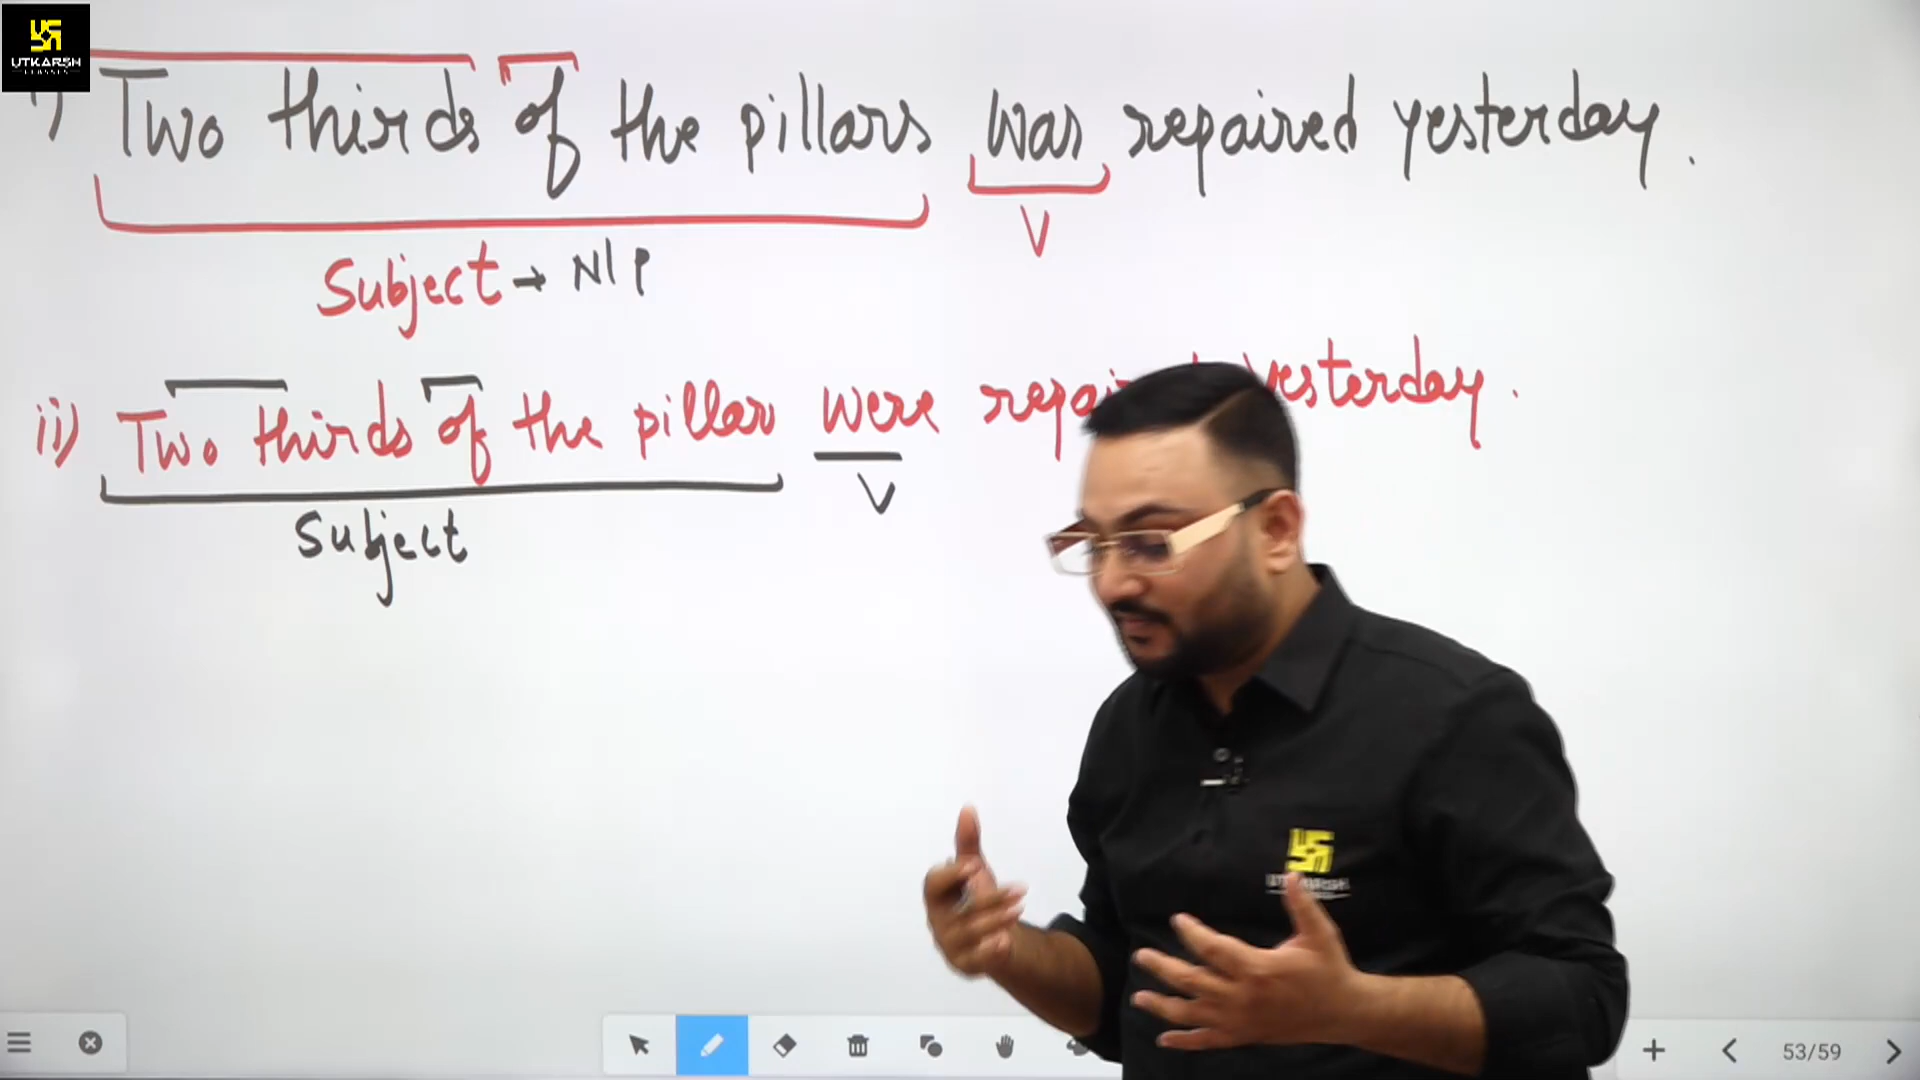 UTKARSH
CLASSES
i) Two thirds of the pillars was repaired yesterday.
V
Subject → N/P
ii) Two thirds of the pillar were yesterday.
V
Subject
UTKARSH
53/59